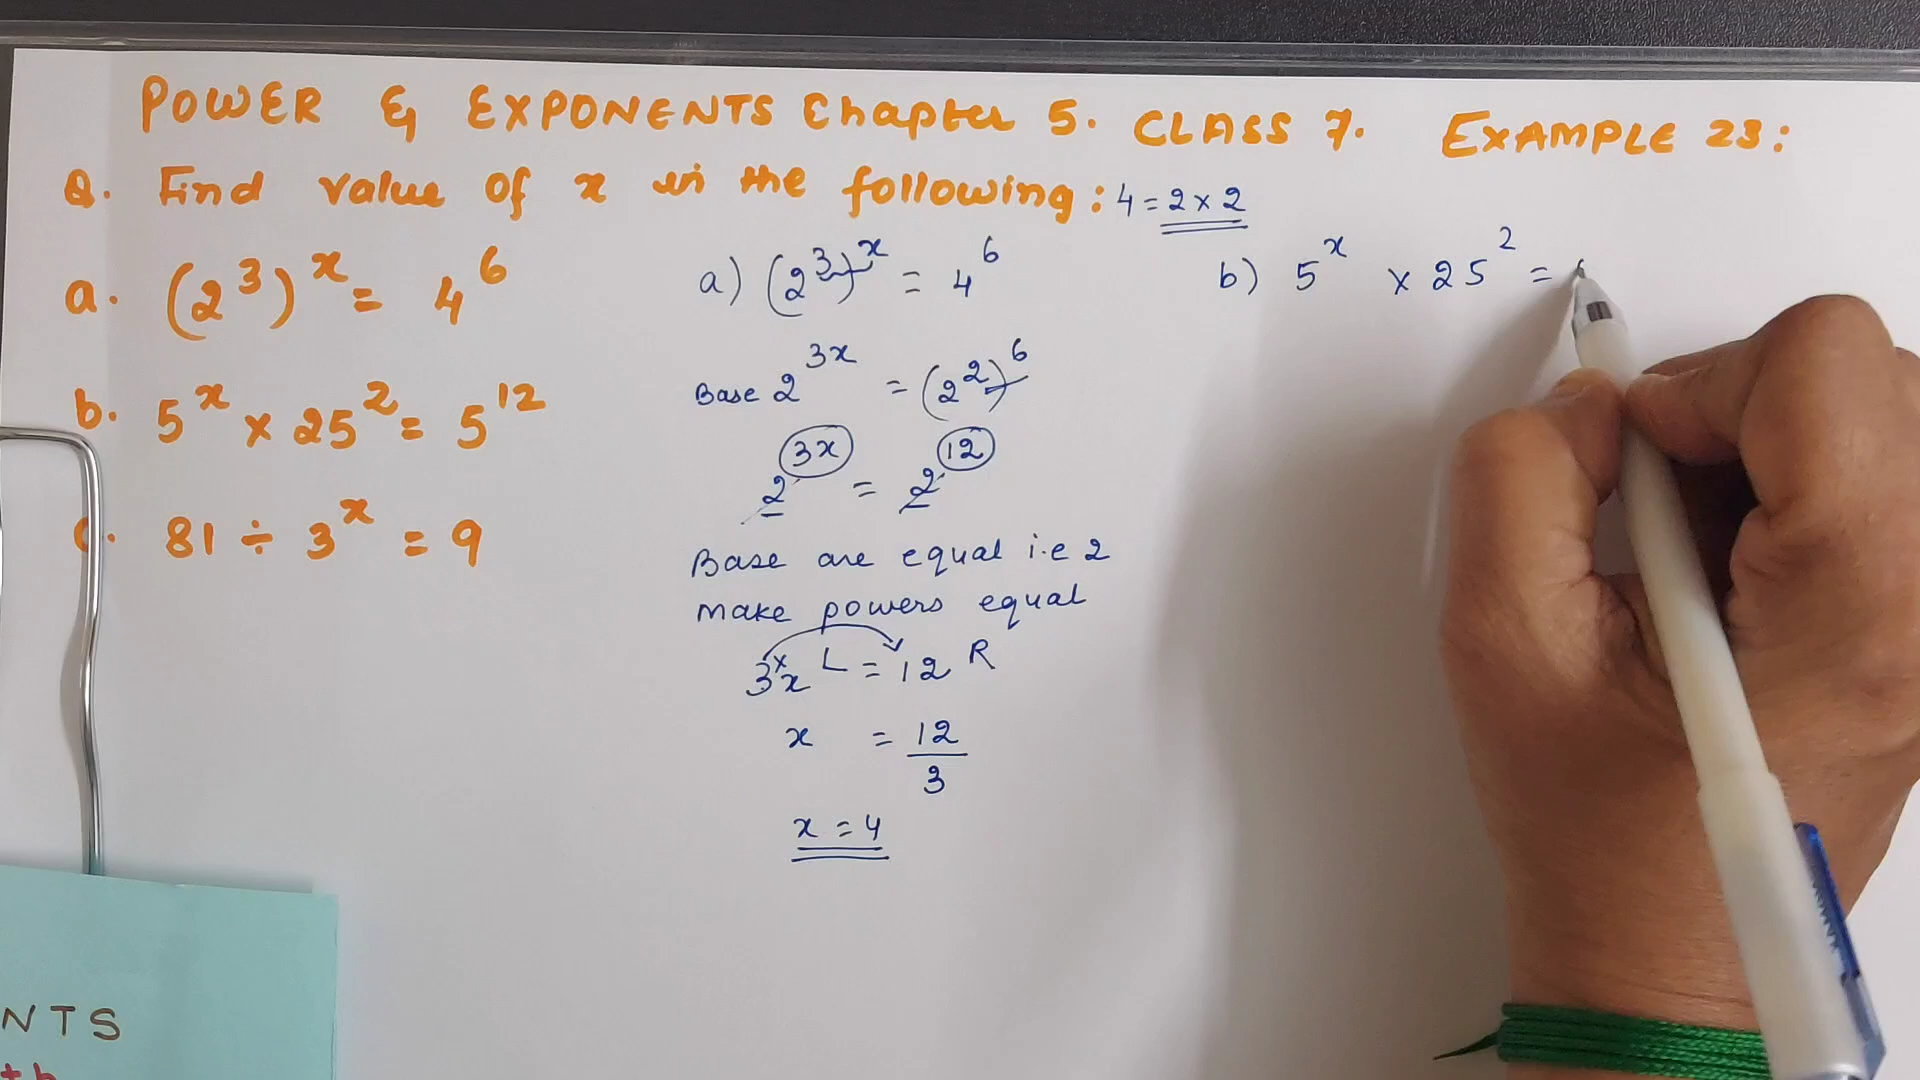 POWER & EXPONENTS Chapter 5. CLASS 7. EXAMPLE 23:
Q. Find value of x in the following: 4 = 2 x 2
a. (2³)ˣ = 4⁶
b. 5ˣ x 25² = 5¹²
c. 81 ÷ 3ˣ = 9
a) (2³)ˣ = 4⁶
Base 2³ˣ = (2²)⁶
2³ˣ = 2¹²
Base are equal i.e 2
Make powers equal
3 x x L = 12 R
x = 12/3
x = 4
b) 5ˣ x 25² =
NTS